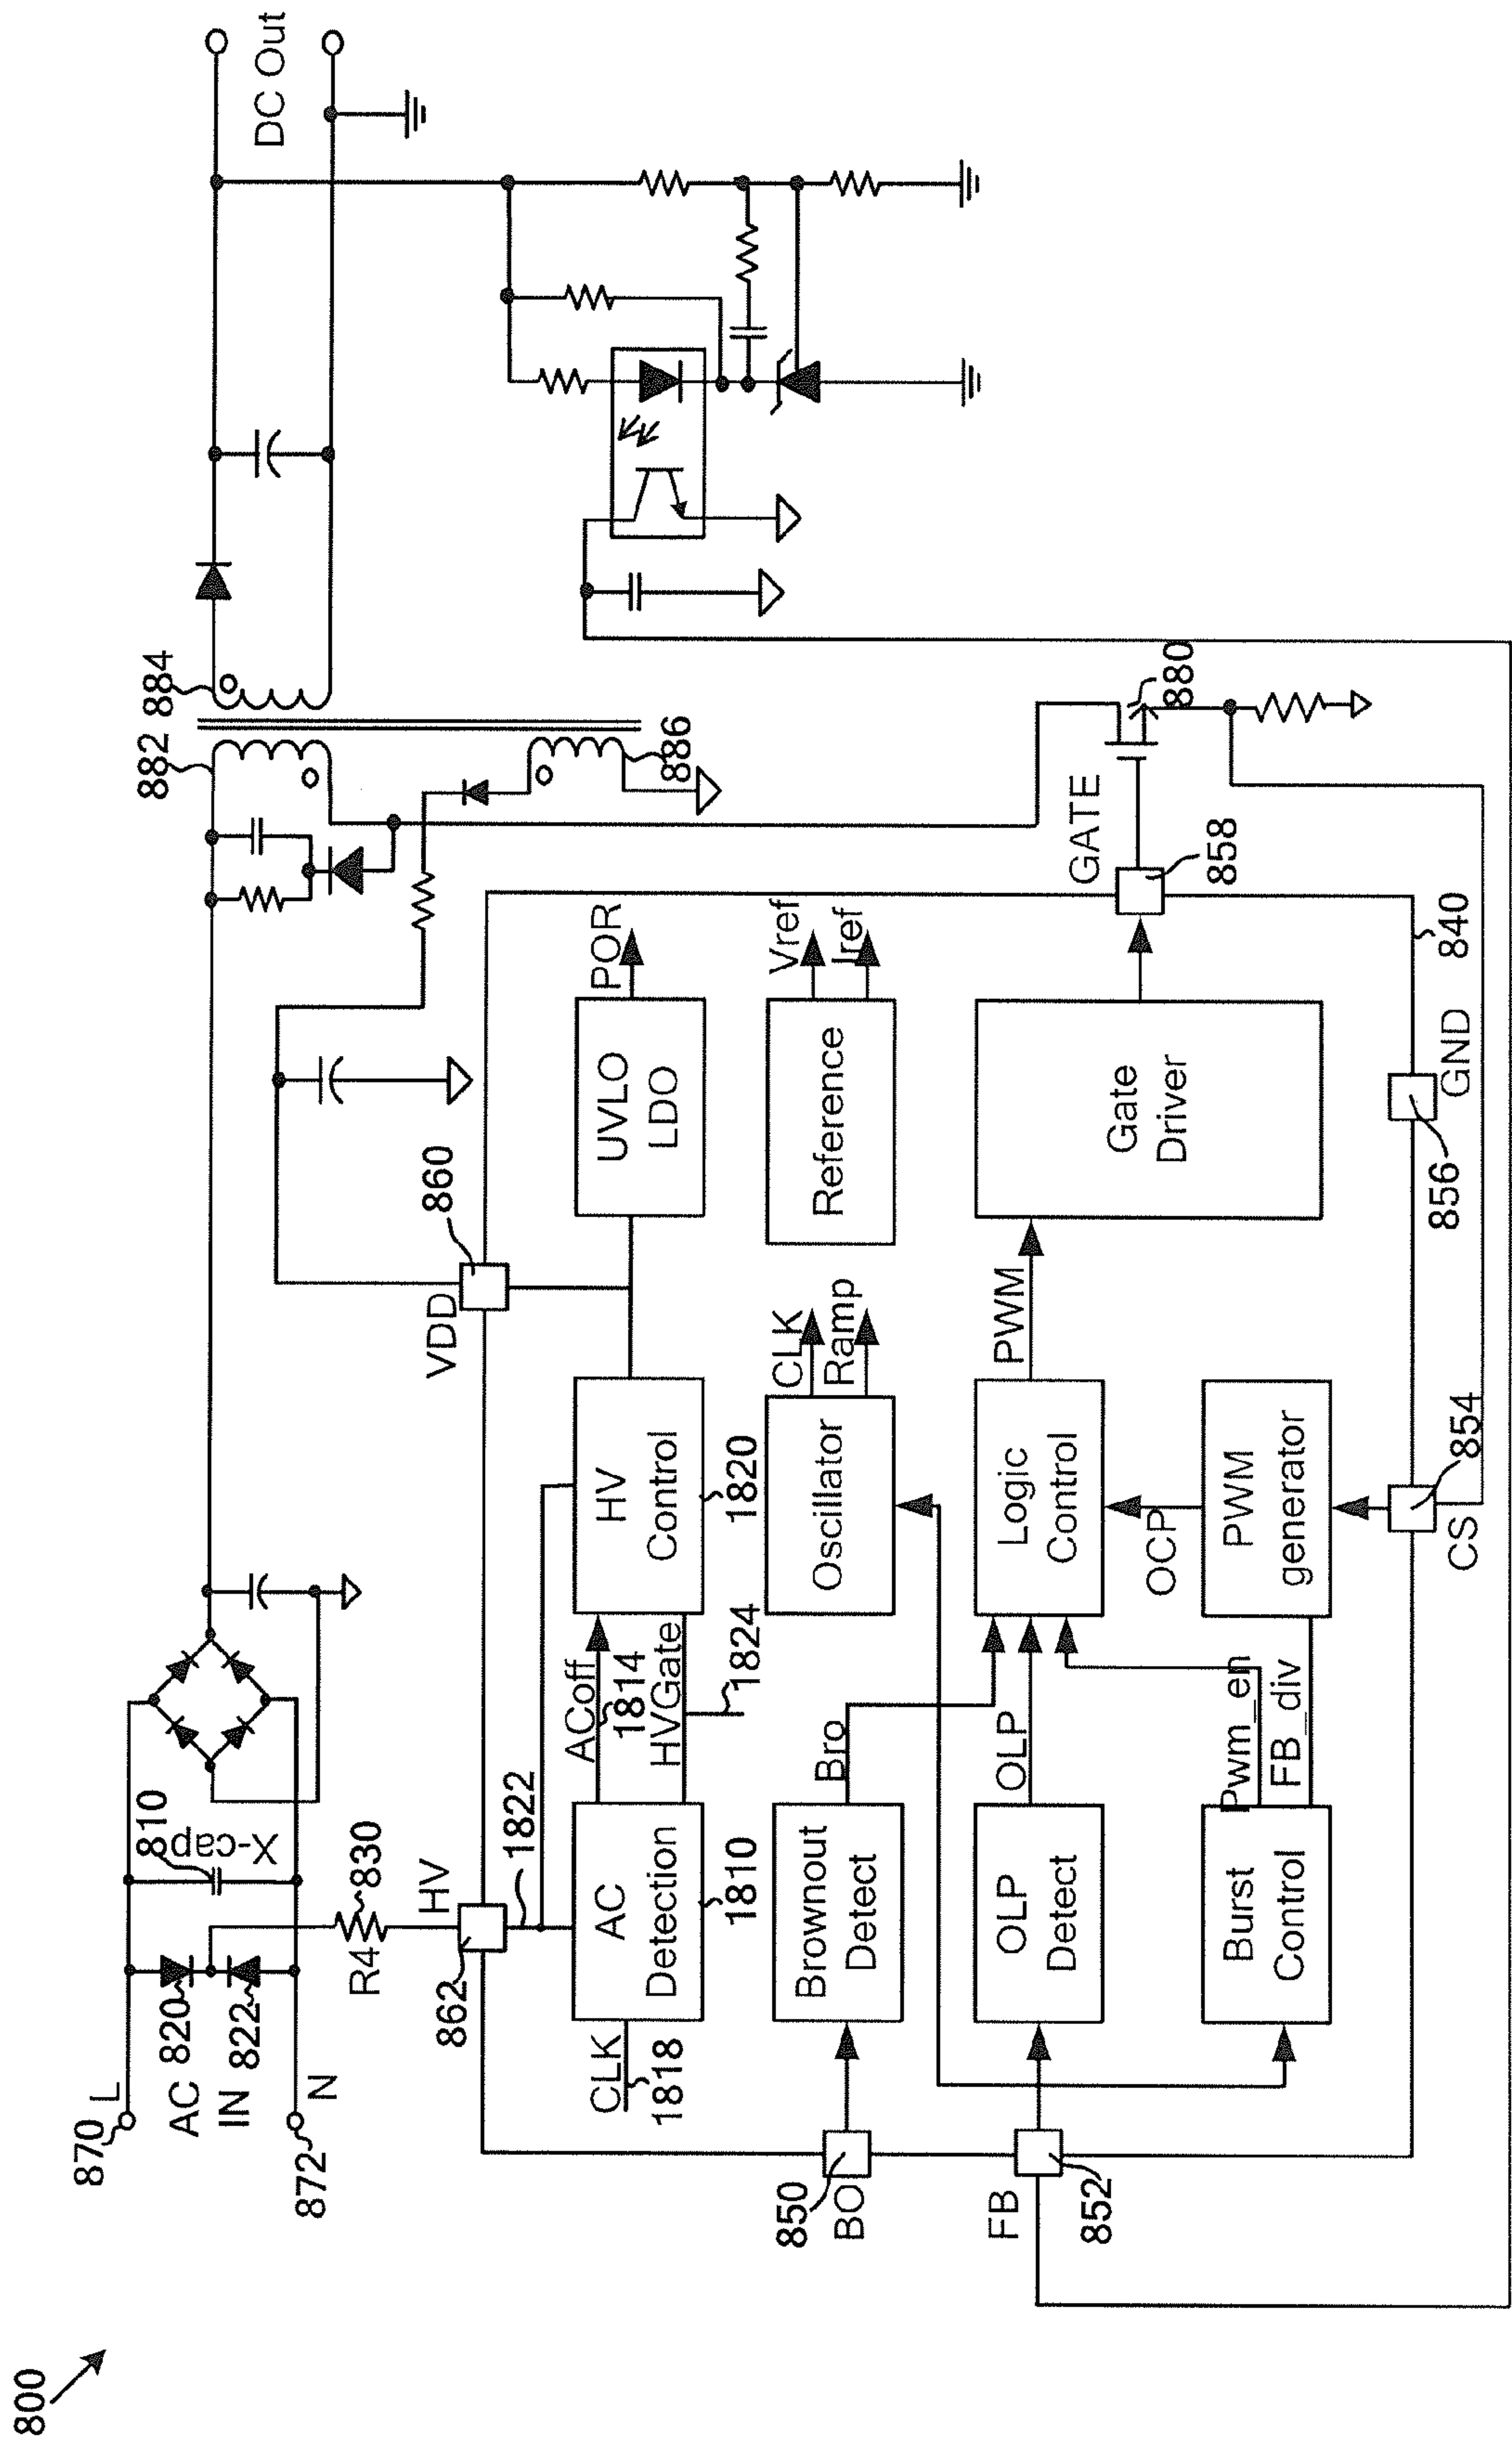 800
870
L
AC
IN
N
872
820
822
810
X-cap
R4
830
HV
862
1822
882
884
886
DC Out
VDD
860
CLK
1818
AC
Detection
1810
ACoff
1814
HVGate
1824
HV
Control
1820
UVLO
LDO
POR
850
BO
Brownout
Detect
Bro
Oscillator
CLK
Ramp
Reference
Vref
Iref
FB
852
OLP
Detect
OLP
Logic
Control
PWM
Gate
Driver
GATE
858
880
Burst
Control
Pwm_en
FB_div
OCP
PWM
generator
CS
854
856
GND
840